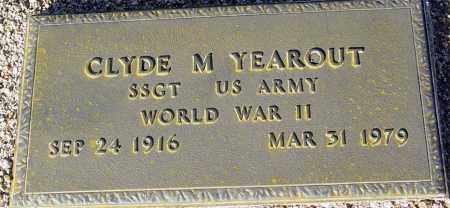 CLYDE M YEAROUT
SSGT US ARMY
WORLD WAR II
SEP 24 1916 MAR 31 1979